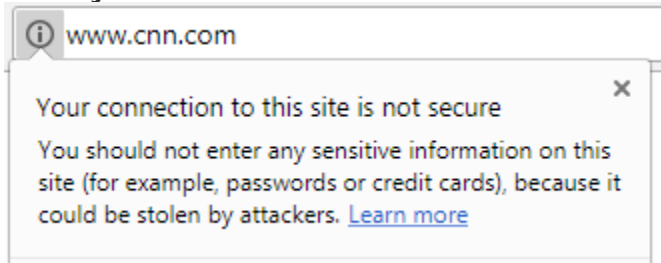 www.cnn.com
Your connection to this site is not secure
You should not enter any sensitive information on this
site (for example, passwords or credit cards), because it
could be stolen by attackers. Learn more